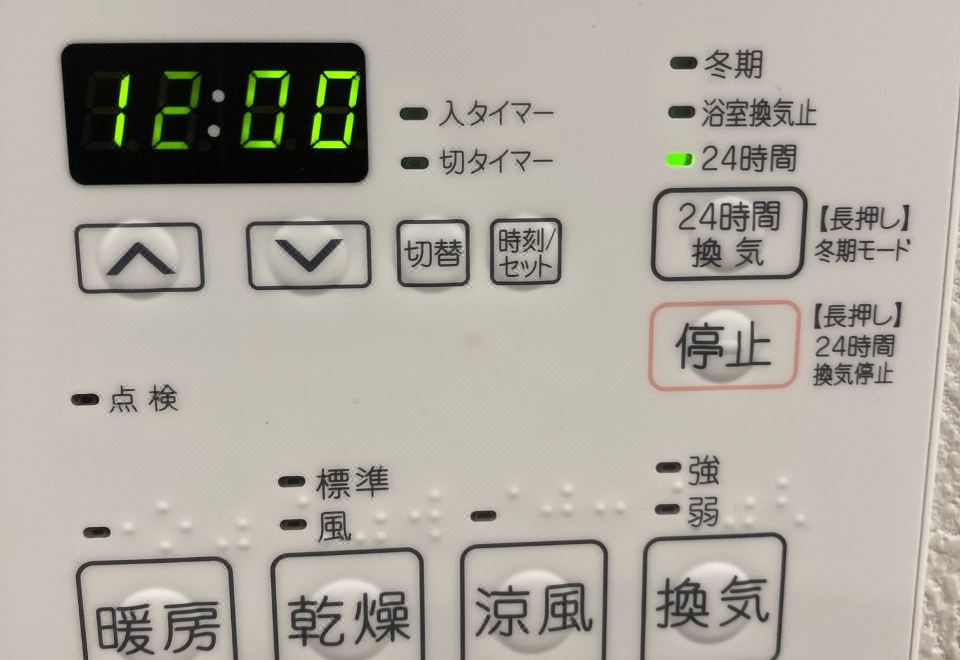 12:00
入タイマー
切タイマー
冬期
浴室換気止
24時間
切替
時刻/
セット
24時間
換気
【長押し】
冬期モード
停止
【長押し】
24時間
換気停止
点検
標準
風
強
弱
暖房
乾燥
涼風
換気